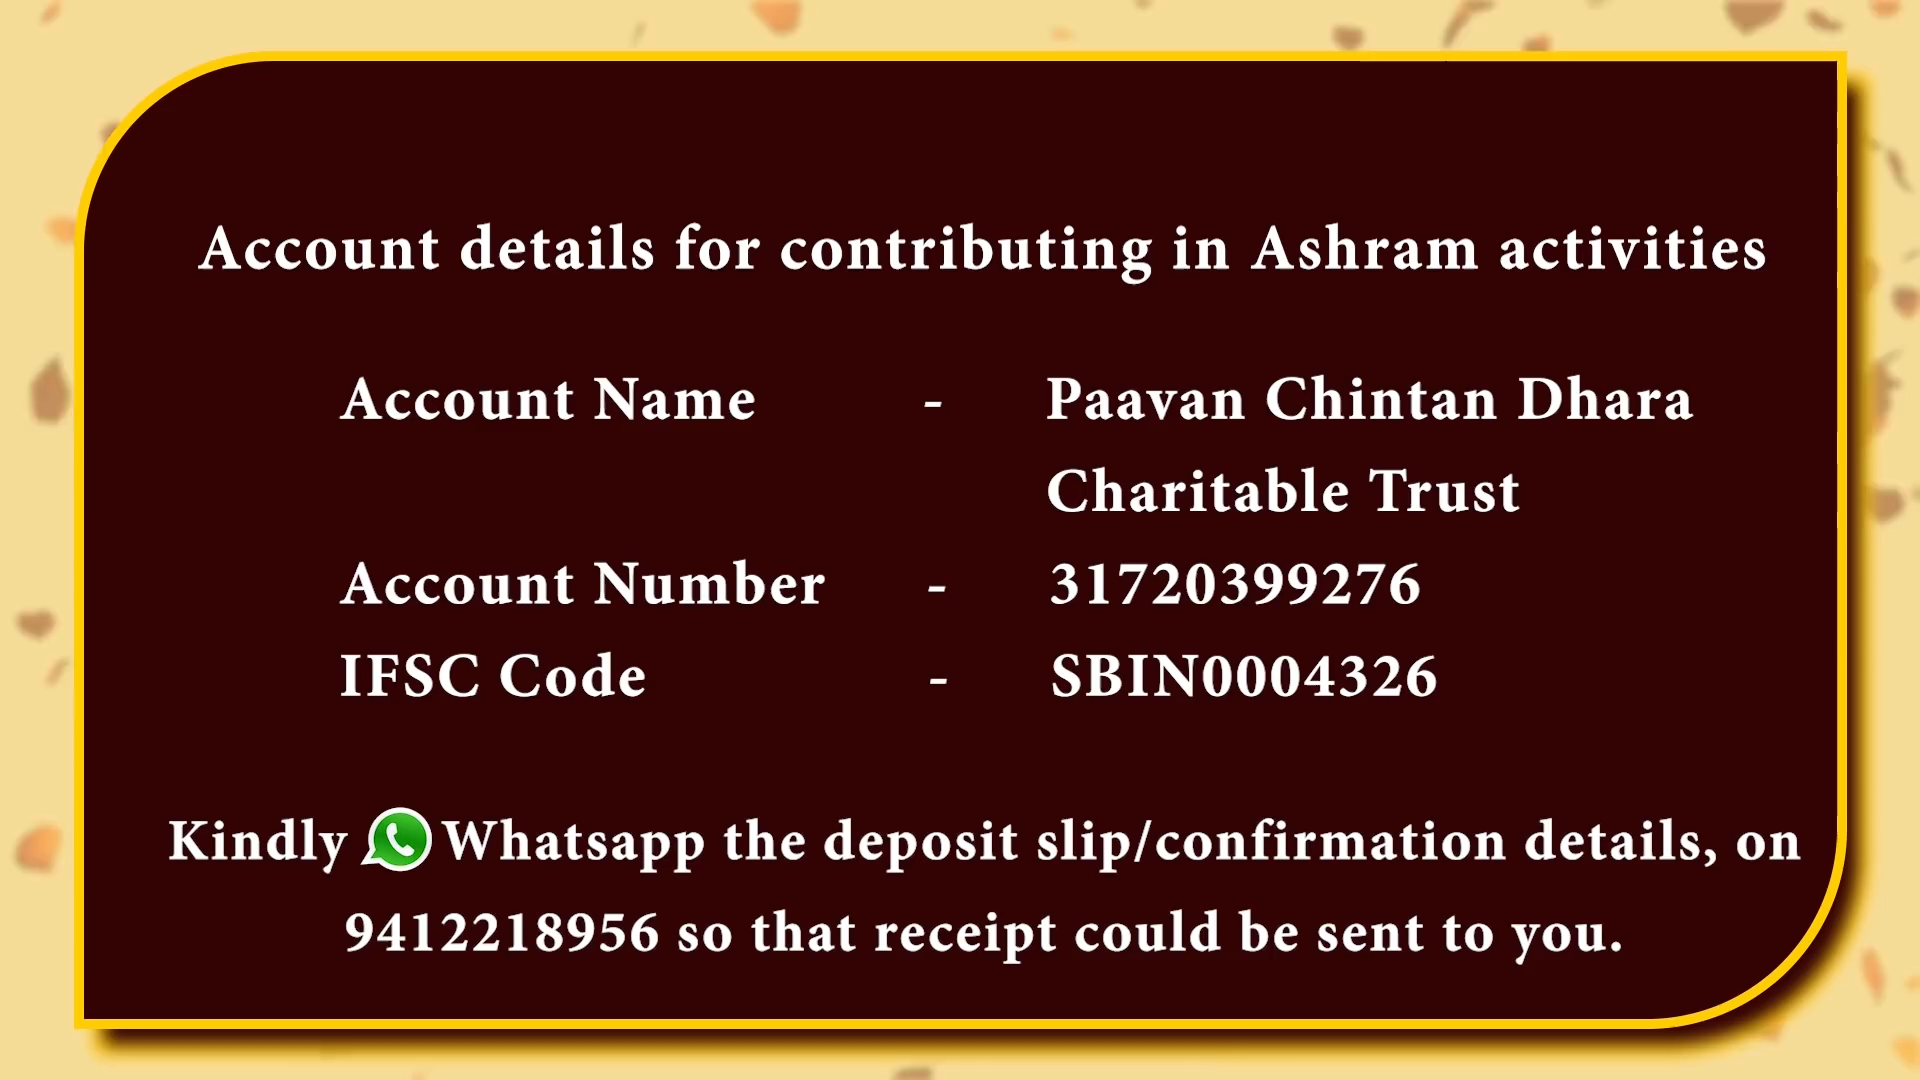 Account details for contributing in Ashram activities
Account Name - Paavan Chintan Dhara
Charitable Trust
Account Number - 31720399276
IFSC Code - SBIN0004326
Kindly Whatsapp the deposit slip/confirmation details, on
9412218956 so that receipt could be sent to you.